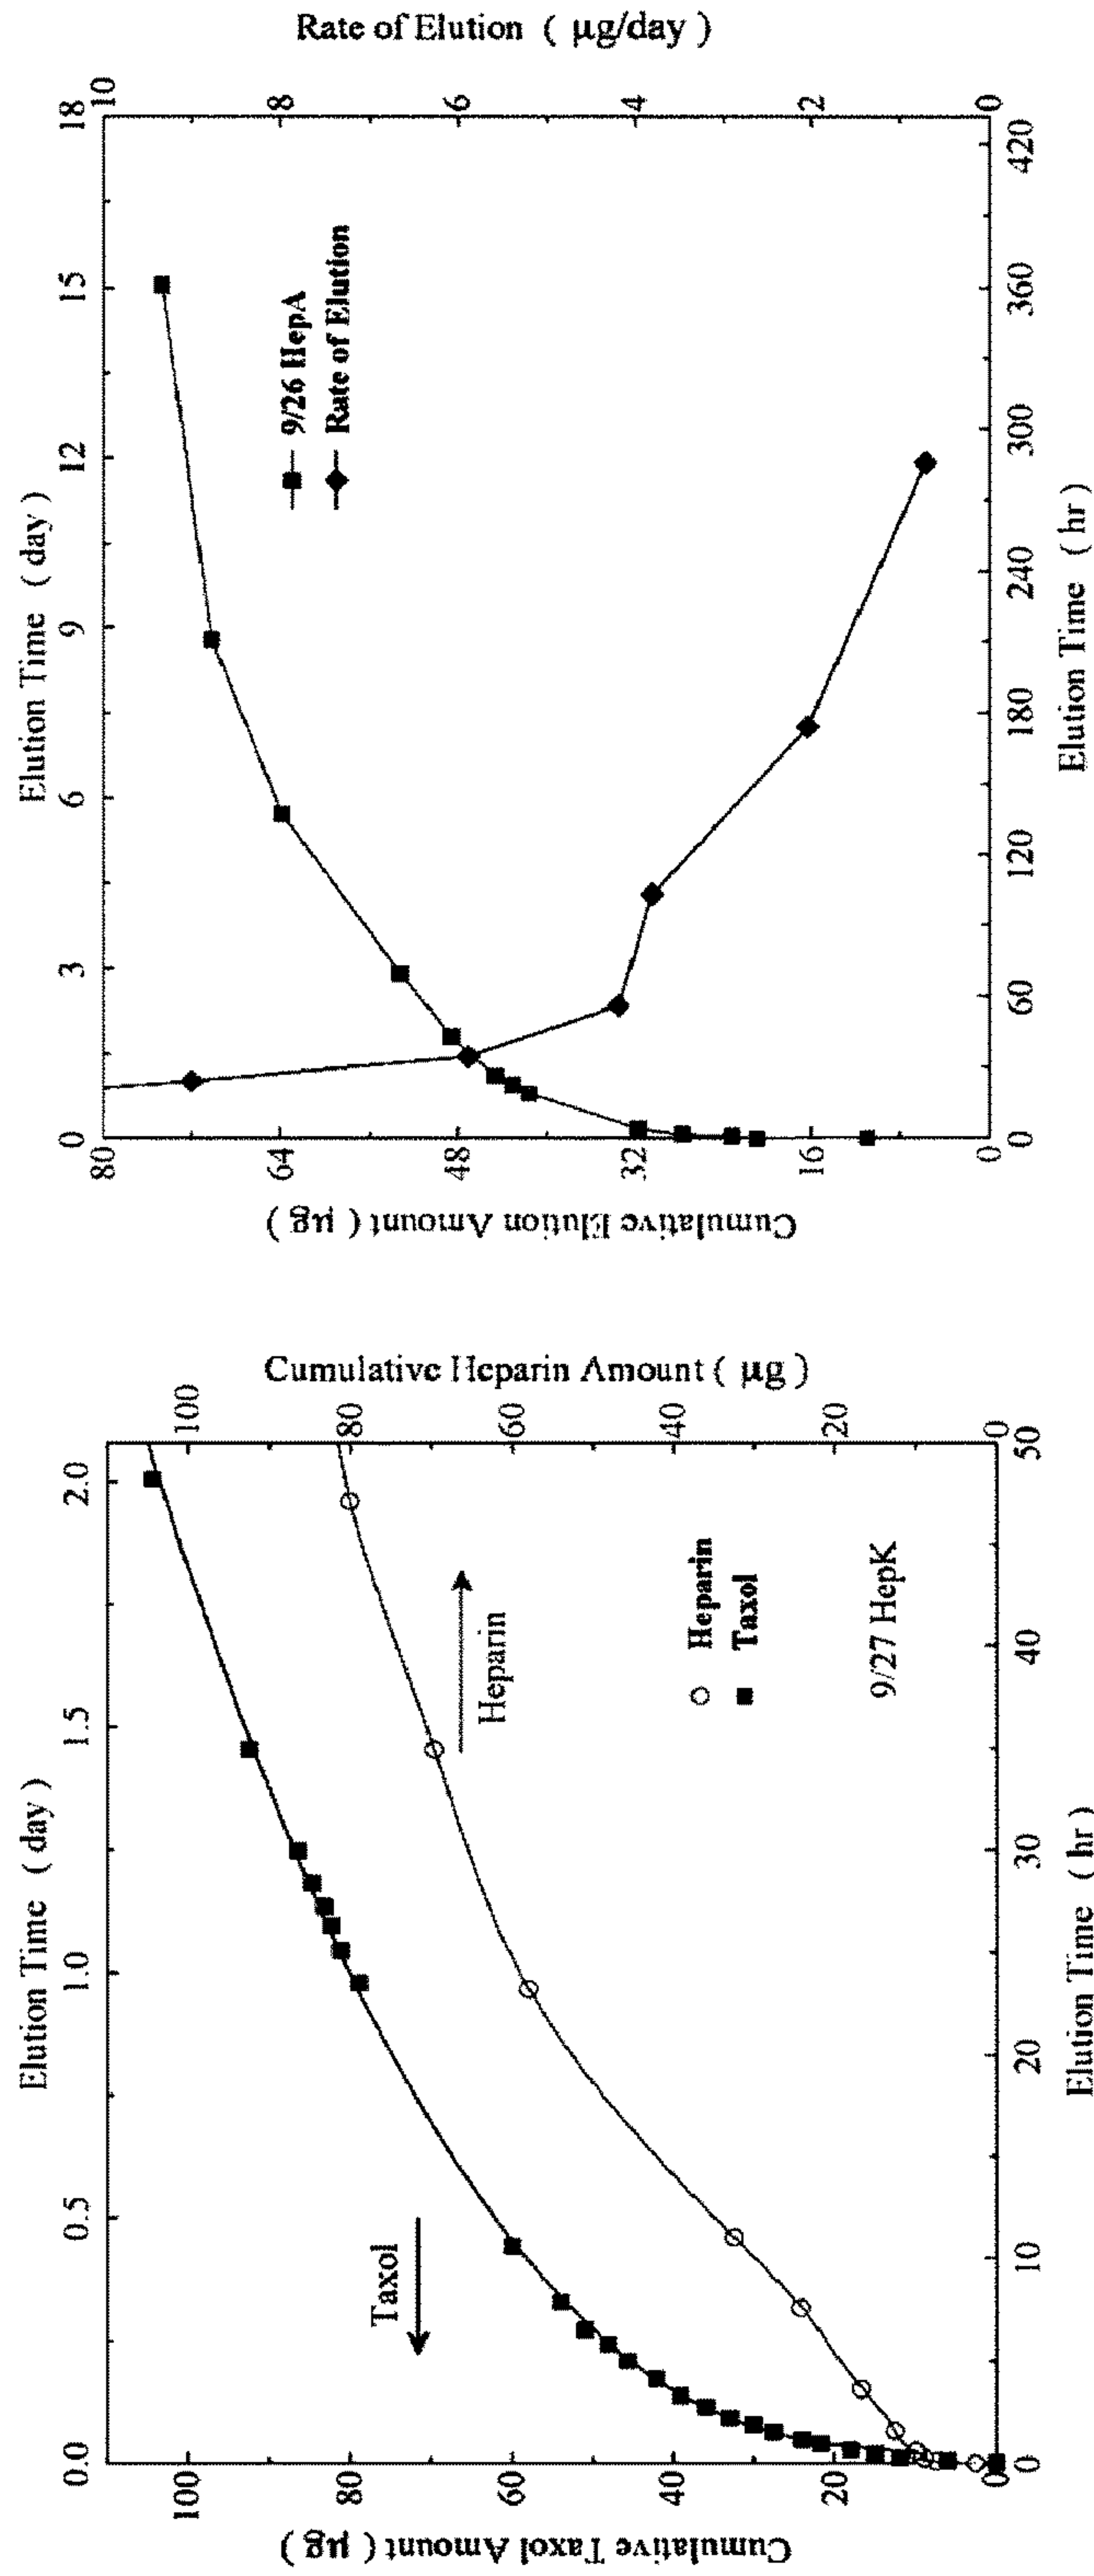 Elution Time ( day )
0.0 0.5 1.0 1.5 2.0
Cumulative Taxol Amount ( µg )
100
80
60
40
20
0
Cumulative Heparin Amount ( µg )
100
80
60
40
20
0
Taxol
Heparin
Heparin
Taxol
9/27 HepK
0 10 20 30 40 50
Elution Time ( hr )
Elution Time ( day )
0 3 6 9 12 15 18
Cumulative Elution Amount ( µg )
80
64
48
32
16
0
Rate of Elution ( µg/day )
10
8
6
4
2
0
9/26 HepA
Rate of Elution
0 60 120 180 240 300 360 420
Elution Time ( hr )